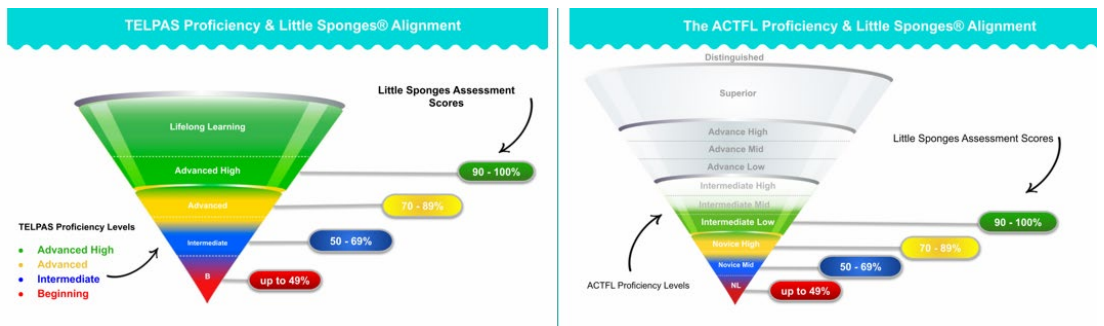 TELPAS Proficiency & Little Sponges® Alignment
Little Sponges Assessment
Scores
Lifelong Learning
Advanced High
90 - 100%
Advanced
70 - 89%
TELPAS Proficiency Levels
Intermediate
50 - 69%
• Advanced High
• Advanced
• Intermediate
• Beginning
B
up to 49%
The ACTFL Proficiency & Little Sponges® Alignment
Distinguished
Superior
Advance High
Little Sponges Assessment Scores
Advance Mid
Advance Low
Intermediate High
Intermediate Mid
Intermediate Low
90 - 100%
Novice High
70 - 89%
Novice Mid
50 - 69%
ACTFL Proficiency Levels
NL
up to 49%